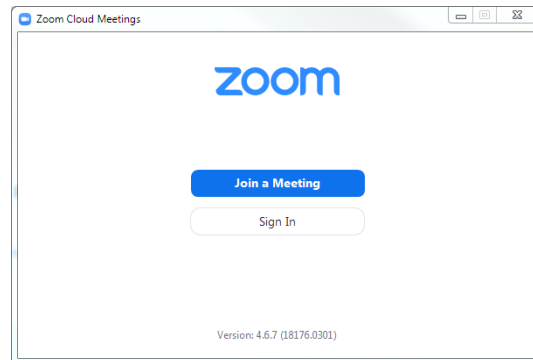 Zoom Cloud Meetings
zoom
Join a Meeting
Sign In
Version: 4.6.7 (18176.0301)